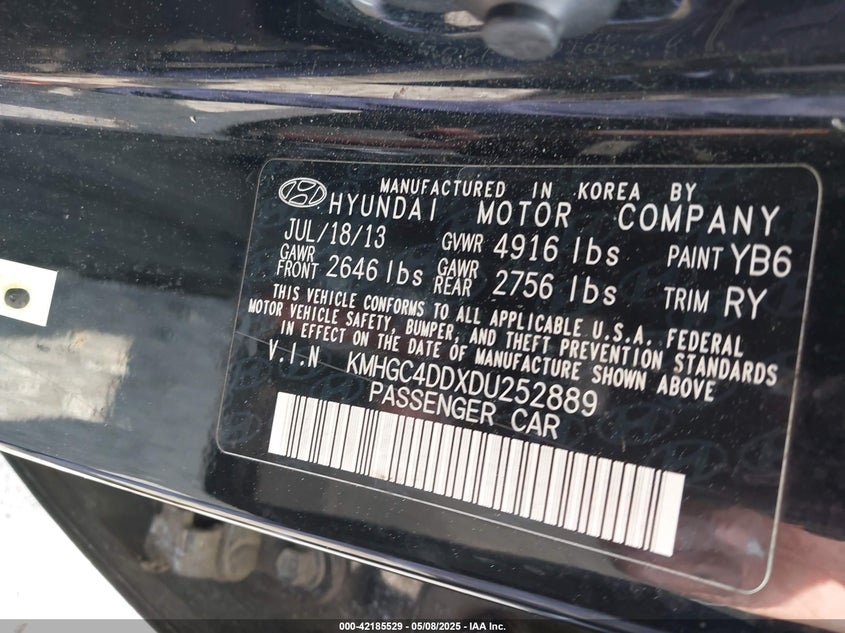 MANUFACTURED IN KOREA BY
HYUNDAI MOTOR COMPANY
JUL/18/13 GVWR 4916 lbs PAINT YB6
GAWR FRONT 2646 lbs GAWR REAR 2756 lbs TRIM RY
THIS VEHICLE CONFORMS TO ALL APPLICABLE U.S.A. FEDERAL
MOTOR VEHICLE SAFETY, BUMPER, AND THEFT PREVENTION STANDARDS
IN EFFECT ON THE DATE OF MANUFACTURE SHOWN ABOVE
V.I.N KMHGC4DDXDU252889
PASSENGER CAR
000-42185529 - 05/08/2025 - IAA Inc.